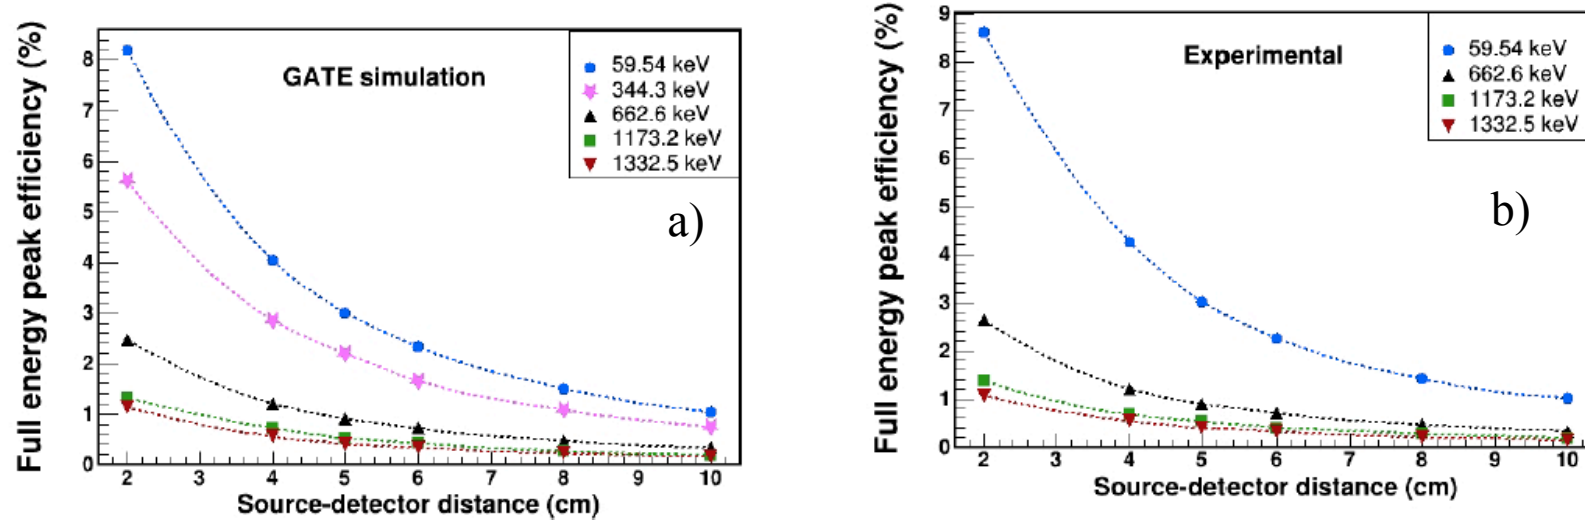 Full energy peak efficiency (%)
8
7
6
5
4
3
2
1
0
GATE simulation
59.54 keV
344.3 keV
662.6 keV
1173.2 keV
1332.5 keV
a)
2 3 4 5 6 7 8 9 10
Source-detector distance (cm)
Full energy peak efficiency (%)
9
8
7
6
5
4
3
2
1
0
Experimental
59.54 keV
662.6 keV
1173.2 keV
1332.5 keV
b)
2 3 4 5 6 7 8 9 10
Source-detector distance (cm)